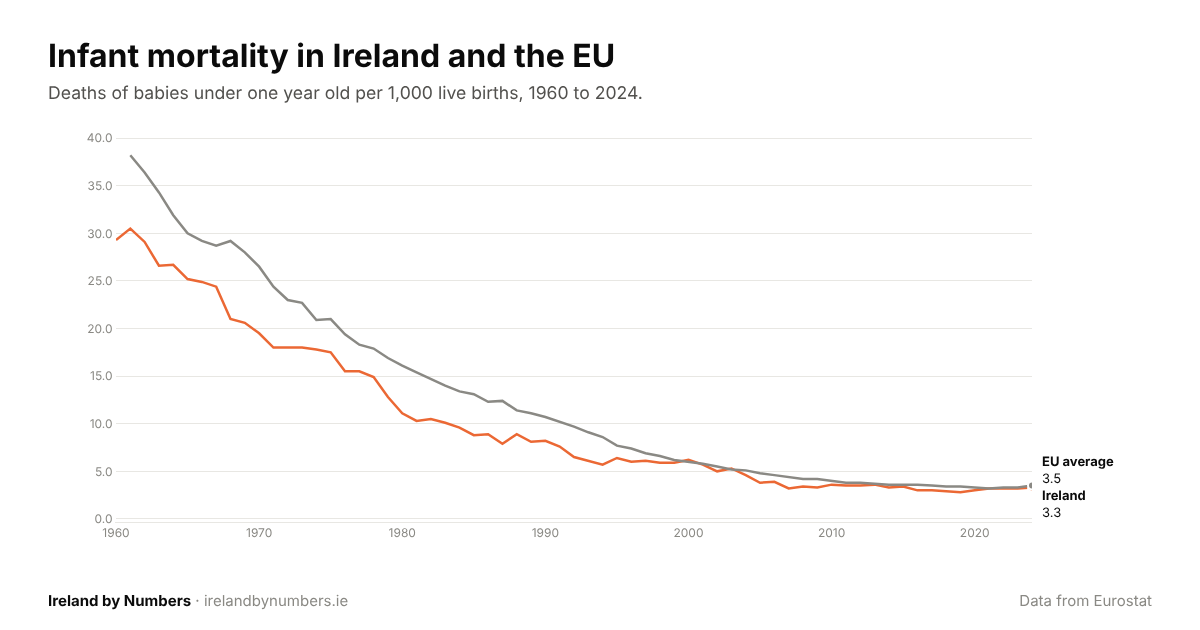 Infant mortality in Ireland and the EU
Deaths of babies under one year old per 1,000 live births, 1960 to 2024.
40.0
35.0
30.0
25.0
20.0
15.0
10.0
5.0
0.0
1960 1970 1980 1990 2000 2010 2020
EU average
3.5
Ireland
3.3
Ireland by Numbers · irelandbynumbers.ie
Data from Eurostat